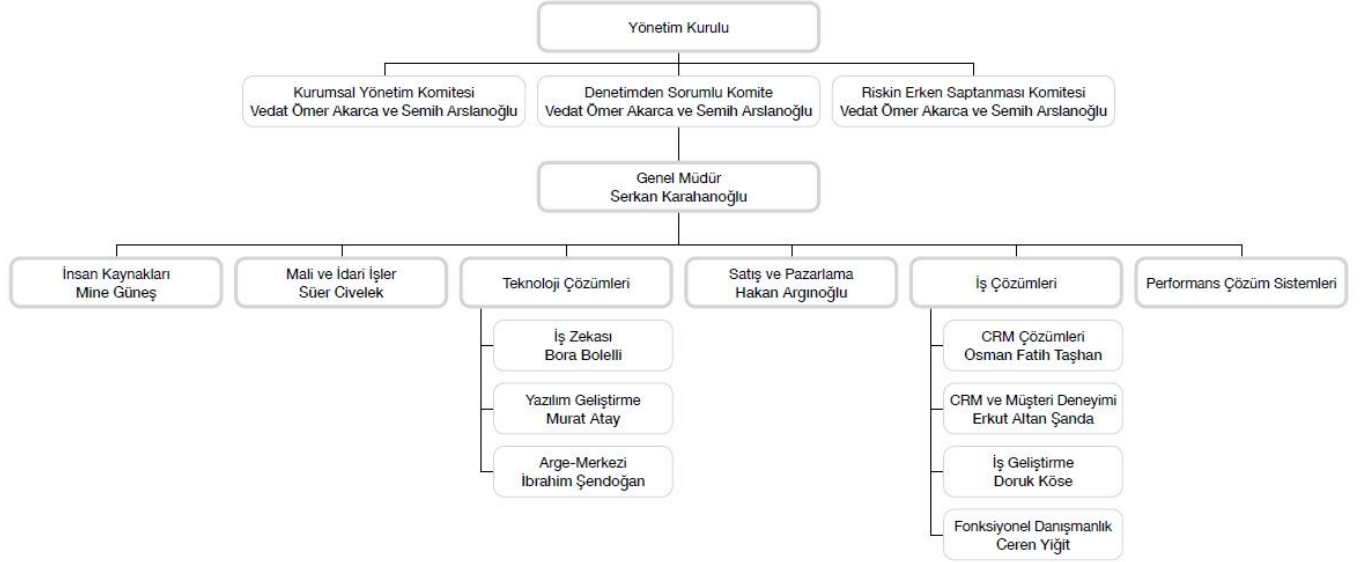 Yönetim Kurulu
Kurumsal Yönetim Komitesi
Vedat Ömer Akarca ve Semih Arslanoğlu
Denetimden Sorumlu Komite
Vedat Ömer Akarca ve Semih Arslanoğlu
Riskin Erken Saptanması Komitesi
Vedat Ömer Akarca ve Semih Arslanoğlu
Genel Müdür
Serkan Karahanoğlu
İnsan Kaynakları
Mine Güneş
Mali ve İdari İşler
Süer Civelek
Teknoloji Çözümleri
Satış ve Pazarlama
Hakan Argınoğlu
İş Çözümleri
Performans Çözüm Sistemleri
İş Zekası
Bora Bolelli
Yazılım Geliştirme
Murat Atay
Arge-Merkezi
İbrahim Şendoğan
CRM Çözümleri
Osman Fatih Taşhan
CRM ve Müşteri Deneyimi
Erkut Altan Şanda
İş Geliştirme
Doruk Köse
Fonksiyonel Danışmanlık
Ceren Yiğit